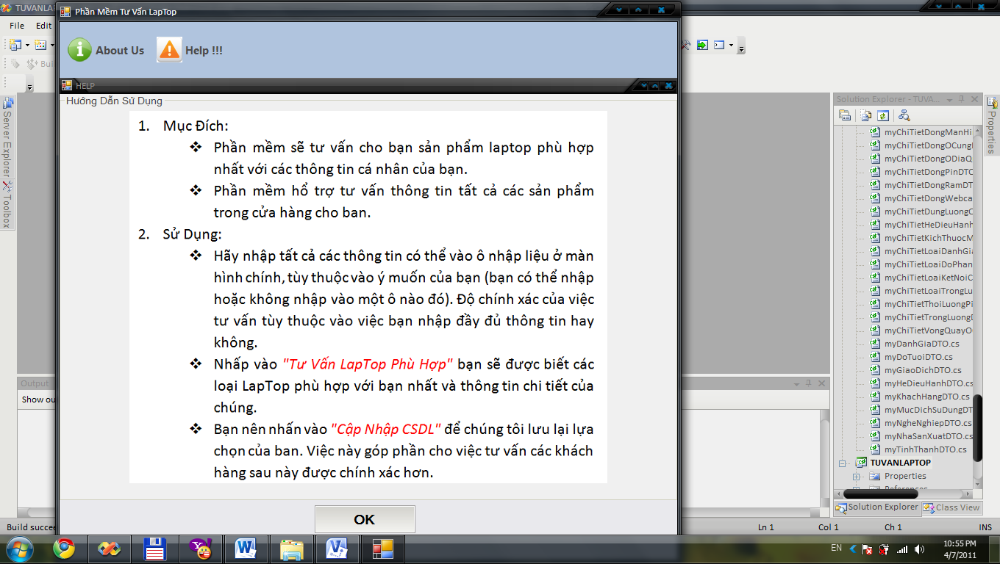 TUVANLAP
Phần Mềm Tư Vấn LapTop
File Edit
About Us Help !!!
Bui
HELP
Hướng Dẫn Sử Dụng
1. Mục Đích:
❖ Phần mềm sẽ tư vấn cho bạn sản phẩm laptop phù hợp
nhất với các thông tin cá nhân của bạn.
❖ Phần mềm hổ trợ tư vấn thông tin tất cả các sản phẩm
trong cửa hàng cho ban.
2. Sử Dụng:
❖ Hãy nhập tất cả các thông tin có thể vào ô nhập liệu ở màn
hình chính, tùy thuộc vào ý muốn của bạn (bạn có thể nhập
hoặc không nhập vào một ô nào đó). Độ chính xác của việc
tư vấn tùy thuộc vào việc bạn nhập đầy đủ thông tin hay
không.
❖ Nhấp vào "Tư Vấn LapTop Phù Hợp" bạn sẽ được biết các
loại LapTop phù hợp với bạn nhất và thông tin chi tiết của
chúng.
❖ Bạn nên nhấn vào "Cập Nhập CSDL" để chúng tôi lưu lại lựa
chọn của ban. Việc này góp phần cho việc tư vấn các khách
hàng sau này được chính xác hơn.
OK
Server Explorer
Toolbox
Output
Show ou
Solution Explorer - TUVA...
myChiTietDongManHi
myChiTietDongOCung
myChiTietDongODiaQ
myChiTietDongPinDTO
myChiTietDongRamDT
myChiTietDongWebca
myChiTietDungLuongO
myChiTietHeDieuHanh
myChiTietKichThuocM
myChiTietLoaiDanhGia
myChiTietLoaiDoPhan
myChiTietLoaiKetNoiC
myChiTietLoaiTrongLu
myChiTietThoiLuongPi
myChiTietTrongLuongD
myChiTietVongQuayO
myDanhGiaDTO.cs
myDoTuoiDTO.cs
myGiaoDichDTO.cs
myHeDieuHanhDTO.cs
myKhachHangDTO.cs
myMucDichSuDungDT
myNgheNghiepDTO.cs
myNhaSanXuatDTO.cs
myTinhThanhDTO.cs
TUVANLAPTOP
Properties
References
Solution Explorer Class View
Properties
Build succee
Ln 1 Col 1 Ch 1 INS
EN
10:55 PM
4/7/2011